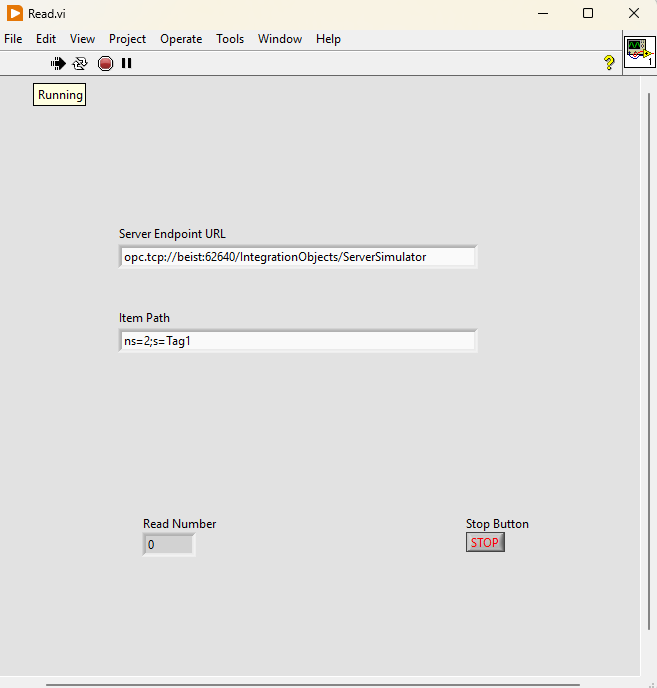 Read.vi
File Edit View Project Operate Tools Window Help
?
1
Running
Server Endpoint URL
opc.tcp://beist:62640/IntegrationObjects/ServerSimulator
Item Path
ns=2;s=Tag1
Read Number
0
Stop Button
STOP